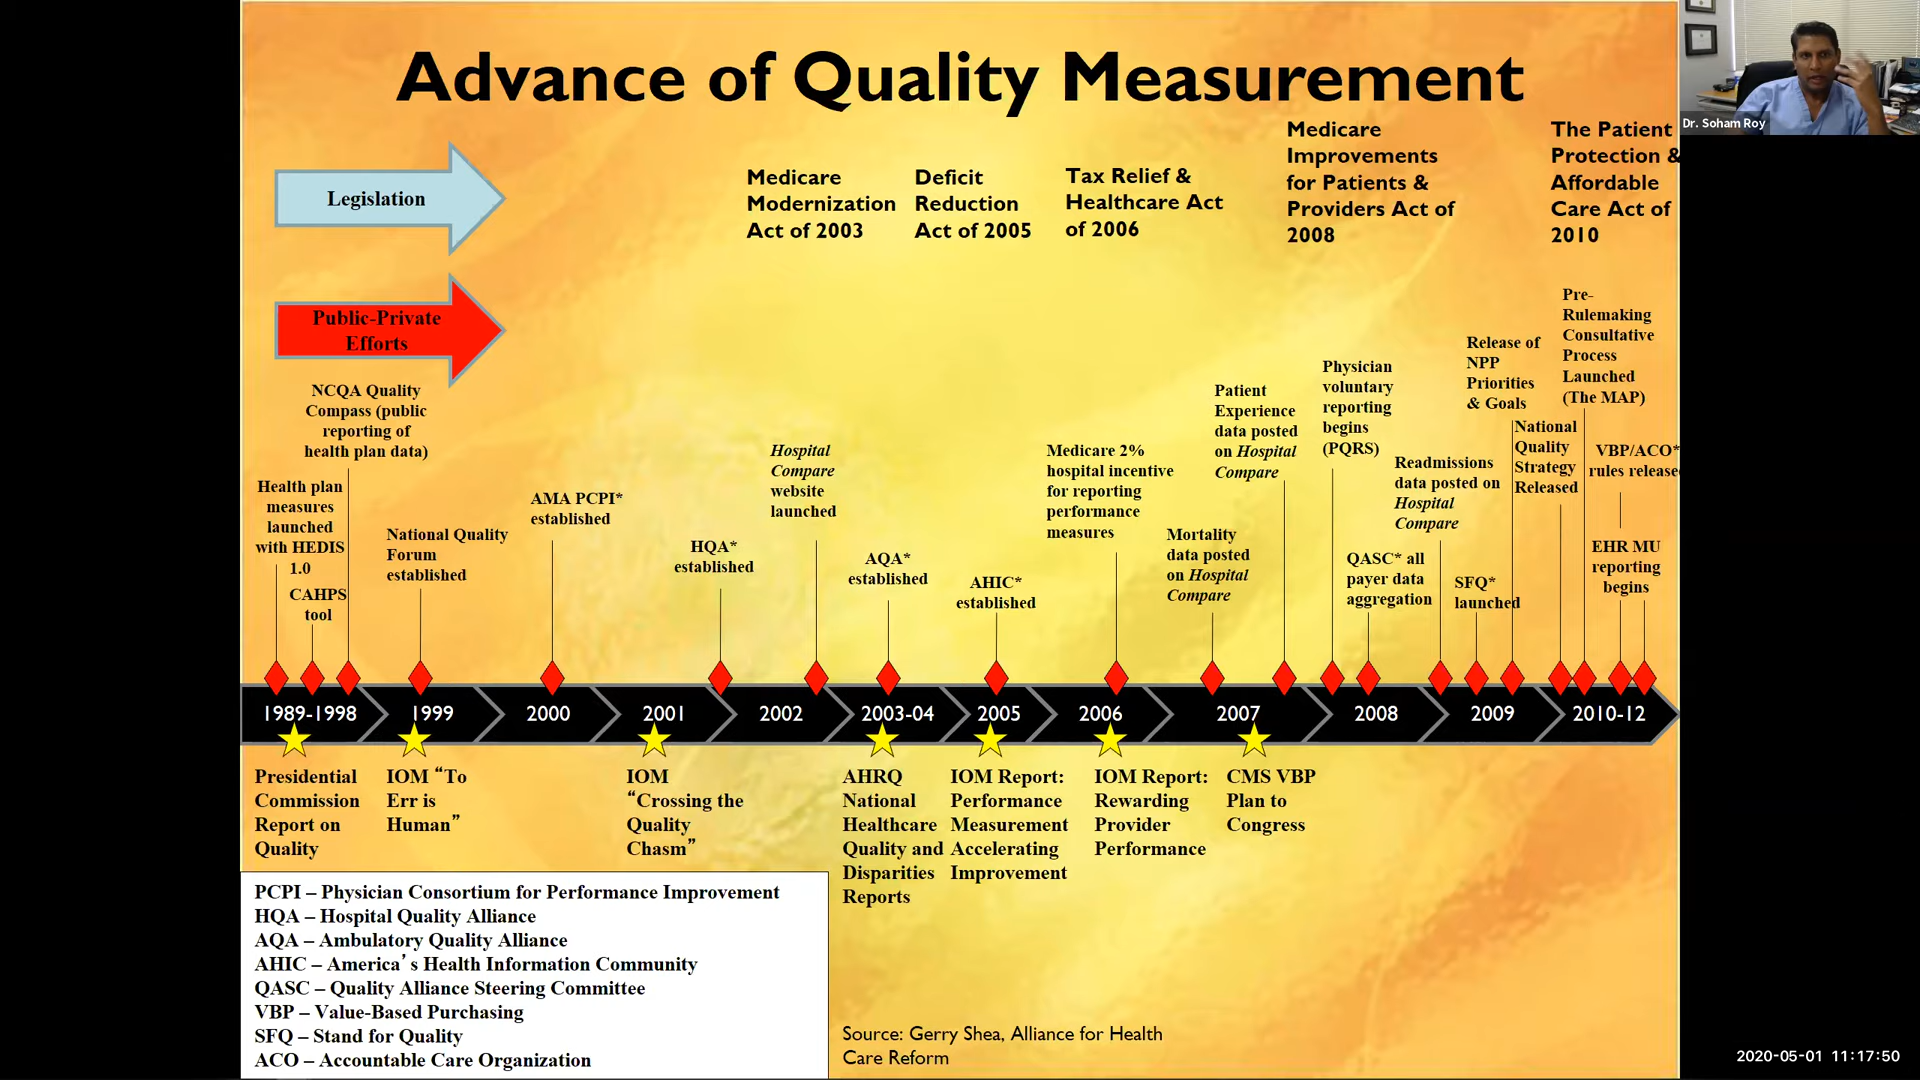 Advance of Quality Measurement
Dr. Soham Roy
Legislation
Medicare
Modernization
Act of 2003
Deficit
Reduction
Act of 2005
Tax Relief &
Healthcare Act
of 2006
Medicare
Improvements
for Patients &
Providers Act of
2008
The Patient
Protection &
Affordable
Care Act of
2010
Public-Private
Efforts
Health plan
measures
launched
with HEDIS
1.0
CAHPS
tool
NCQA Quality
Compass (public
reporting of
health plan data)
National Quality
Forum
established
AMA PCPI*
established
HQA*
established
Hospital
Compare
website
launched
AQA*
established
AHIC*
established
Medicare 2%
hospital incentive
for reporting
performance
measures
Mortality
data posted
on Hospital
Compare
Patient
Experience
data posted
on Hospital
Compare
Physician
voluntary
reporting
begins
(PQRS)
QASC* all
payer data
aggregation
Readmissions
data posted on
Hospital
Compare
SFQ*
launched
Release of
NPP
Priorities
& Goals
National
Quality
Strategy
Released
Pre-
Rulemaking
Consultative
Process
Launched
(The MAP)
VBP/ACO*
rules release
EHR MU
reporting
begins
1989-1998
1999
2000
2001
2002
2003-04
2005
2006
2007
2008
2009
2010-12
Presidential
Commission
Report on
Quality
IOM “To
Err is
Human”
IOM
“Crossing the
Quality
Chasm”
AHRQ
National
Healthcare
Quality and
Disparities
Reports
IOM Report:
Performance
Measurement
Accelerating
Improvement
IOM Report:
Rewarding
Provider
Performance
CMS VBP
Plan to
Congress
PCPI – Physician Consortium for Performance Improvement
HQA – Hospital Quality Alliance
AQA – Ambulatory Quality Alliance
AHIC – America’s Health Information Community
QASC – Quality Alliance Steering Committee
VBP – Value-Based Purchasing
SFQ – Stand for Quality
ACO – Accountable Care Organization
Source: Gerry Shea, Alliance for Health
Care Reform
2020-05-01 11:17:50